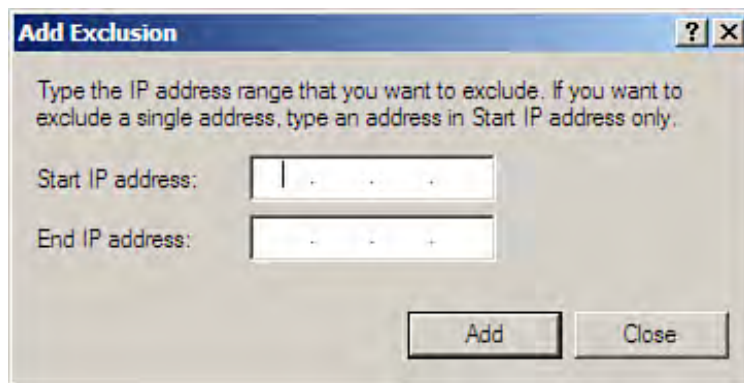 Add Exclusion
Type the IP address range that you want to exclude. If you want to
exclude a single address, type an address in Start IP address only.
Start IP address: . . .
End IP address: . . .
Add Close